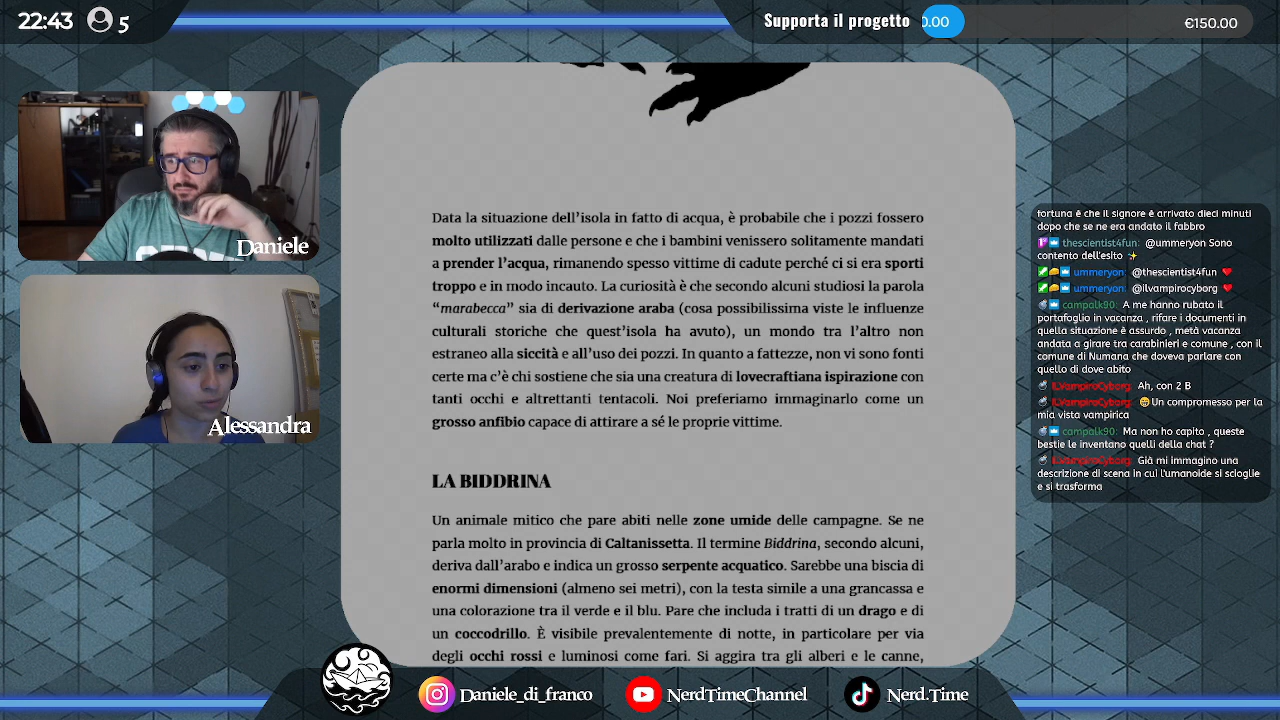 22:43
5
Supporta il progetto
0.00
€150.00
Daniele
Alessandra
Data la situazione dell'isola in fatto di acqua, è probabile che i pozzi fossero
molto utilizzati dalle persone e che i bambini venissero solitamente mandati
a prender l'acqua, rimanendo spesso vittime di cadute perché ci si era sporti
troppo e in modo incauto. La curiosità è che secondo alcuni studiosi la parola
“marabecca” sia di derivazione araba (cosa possibilissima viste le influenze
culturali storiche che quest'isola ha avuto), un mondo tra l'altro non
estraneo alla siccità e all'uso dei pozzi. In quanto a fattezze, non vi sono fonti
certe ma c'è chi sostiene che sia una creatura di lovecraftiana ispirazione con
tanti occhi e altrettanti tentacoli. Noi preferiamo immaginarlo come un
grosso anfibio capace di attirare a sé le proprie vittime.
LA BIDDRINA
Un animale mitico che pare abiti nelle zone umide delle campagne. Se ne
parla molto in provincia di Caltanissetta. Il termine Biddrina, secondo alcuni,
deriva dall'arabo e indica un grosso serpente acquatico. Sarebbe una biscia di
enormi dimensioni (almeno sei metri), con la testa simile a una grancassa e
una colorazione tra il verde e il blu. Pare che includa i tratti di un drago e di
un coccodrillo. È visibile prevalentemente di notte, in particolare per via
degli occhi rossi e luminosi come fari. Si aggira tra gli alberi e le canne,
fortuna è che il signore è arrivato dieci minuti
dopo che se ne era andato il fabbro
thescientist4fun: @ummeryon Sono
contento dell'esito ✨
ummeryon: @thescientist4fun ❤
ummeryon: @ilvampirocyborg ❤
campalk90: A me hanno rubato il
portafoglio in vacanza , rifare i documenti in
quella situazione è assurdo , metà vacanza
andata a girare tra carabinieri e comune , con il
comune di Numana che doveva parlare con
quello di dove abito
ILVampiroCyborg: Ah, con 2 B
ILVampiroCyborg: Un compromesso per la
mia vista vampirica
campalk90: Ma non ho capito , queste
bestie le inventano quelli della chat ?
ILVampiroCyborg: Già mi immagino una
descrizione di scena in cui l'umanoide si scioglie
e si trasforma
Daniele_di_franco
NerdTimeChannel
Nerd.Time